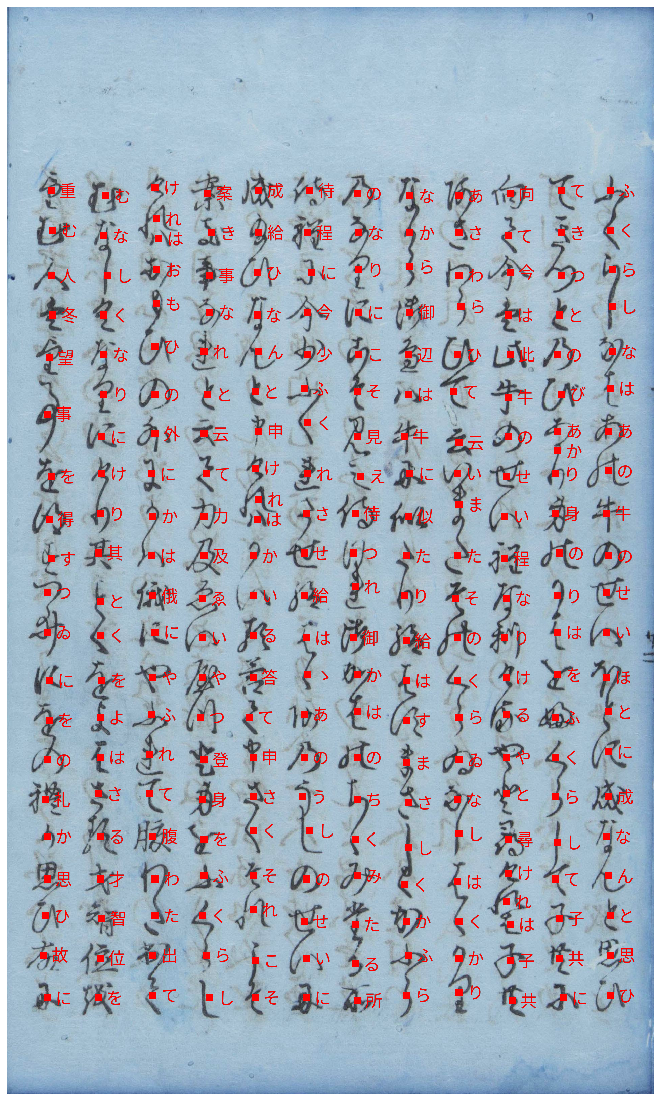 ふくらしなはあの牛のせいほとに成なんと思ひ
てきつとのびあかり身のりはをふくらして子共に
向て今は此牛のせい程なりけるやと尋けれは子共
あさわらひて云いまたそのくらゐなしはくかり
なから御辺は牛に似たり給はすまさしくかふら
のなりにこそ見え侍つれ御かはのちくみたる所
侍程に今少ふくれさせ給はゝあのうしのせいに
成給ひなんと申けれはかいる答て申さくそれこそ
案き事なれと云て力及ゑいやつ登身をふくらし
けれはおもひの外にかは俄にやふれて腹わた出て
むなしくなりにけり其とくをよはさる才智位を
重む人冬望事を得すつゐにをの礼か思ひ故に